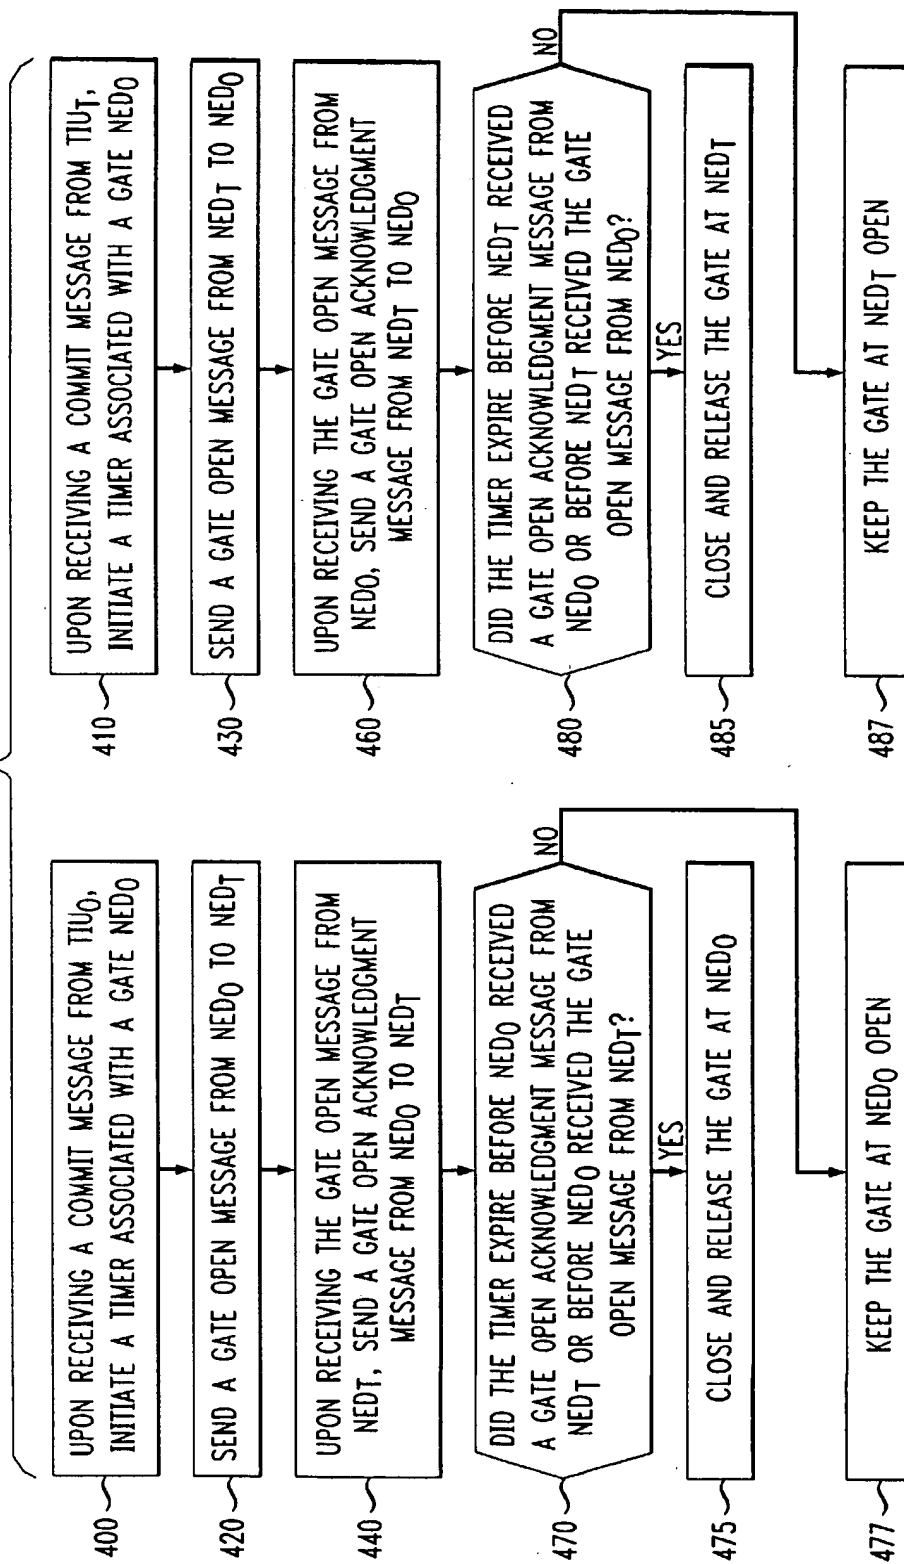 UPON RECEIVING A COMMIT MESSAGE FROM TIUO,
INITIATE A TIMER ASSOCIATED WITH A GATE NEDO
400
SEND A GATE OPEN MESSAGE FROM NEDO TO NEDT
420
UPON RECEIVING THE GATE OPEN MESSAGE FROM
NEDT, SEND A GATE OPEN ACKNOWLEDGMENT
MESSAGE FROM NEDO TO NEDT
440
DID THE TIMER EXPIRE BEFORE NEDO RECEIVED
A GATE OPEN ACKNOWLEDGMENT MESSAGE FROM
NEDT OR BEFORE NEDO RECEIVED THE GATE
OPEN MESSAGE FROM NEDT?
470
NO
YES
CLOSE AND RELEASE THE GATE AT NEDO
475
KEEP THE GATE AT NEDO OPEN
477
UPON RECEIVING A COMMIT MESSAGE FROM TIUT,
INITIATE A TIMER ASSOCIATED WITH A GATE NEDO
410
SEND A GATE OPEN MESSAGE FROM NEDT TO NEDO
430
UPON RECEIVING THE GATE OPEN MESSAGE FROM
NEDO, SEND A GATE OPEN ACKNOWLEDGMENT
MESSAGE FROM NEDT TO NEDO
460
DID THE TIMER EXPIRE BEFORE NEDT RECEIVED
A GATE OPEN ACKNOWLEDGMENT MESSAGE FROM
NEDO OR BEFORE NEDT RECEIVED THE GATE
OPEN MESSAGE FROM NEDO?
480
NO
YES
CLOSE AND RELEASE THE GATE AT NEDT
485
KEEP THE GATE AT NEDT OPEN
487